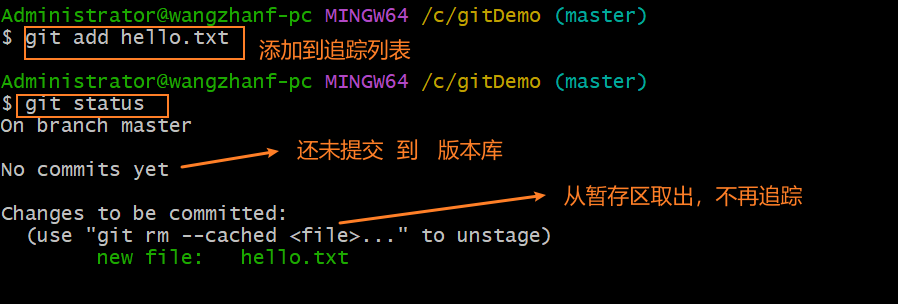 Administrator@wangzhanf-pc MINGW64 /c/gitDemo (master)
$ git add hello.txt 添加到追踪列表
Administrator@wangzhanf-pc MINGW64 /c/gitDemo (master)
$ git status
On branch master
还未提交 到 版本库
No commits yet
从暂存区取出，不再追踪
Changes to be committed:
(use "git rm --cached <file>..." to unstage)
new file: hello.txt